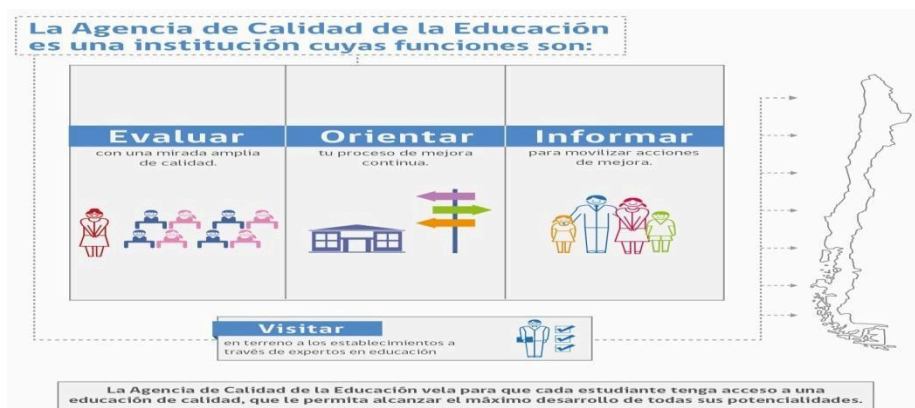 La Agencia de Calidad de la Educación
es una institución cuyas funciones son:
Evaluar
con una mirada amplia
de calidad.
Orientar
tu proceso de mejora
continua.
Informar
para movilizar acciones
de mejora.
Visitar
en terreno a los establecimientos a
través de expertos en educación
La Agencia de Calidad de la Educación vela para que cada estudiante tenga acceso a una
educación de calidad, que le permita alcanzar el máximo desarrollo de todas sus potencialidades.